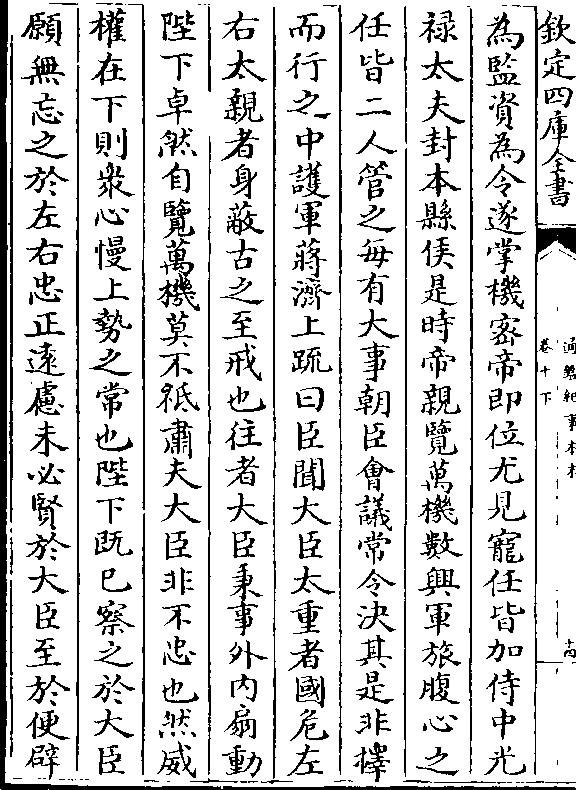 欽定四庫全書
通鑑紀事本末
卷十下
為監資為令遂掌機宻帝即位尤見寵任皆加侍中光
禄大夫封本縣侯是時帝親覽萬機數興軍旅腹心之
任皆二人管之每有大事朝臣會議常令決其是非擇
而行之中護軍蔣濟上疏曰臣聞大臣太重者國危左
右太親者身蔽古之至戒也往者大臣秉事外内扇動
陛下卓然自覽萬機莫不祗肅夫大臣非不忠也然威
權在下則衆心慢上勢之常也陛下既已察之於大臣
願無忘之於左右忠正遠慮未必賢於大臣至於便辟